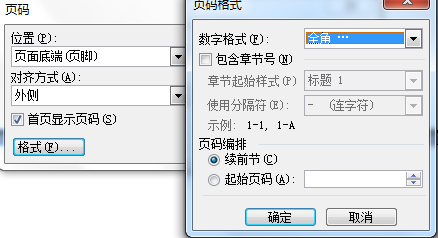 页码
位置(P):
页面底端(页脚)
对齐方式(A):
外侧
首页显示页码(S)
格式(F)...
页码格式
数字格式(F):
全角 …
包含章节号(N)
章节起始样式(P)
标题 1
使用分隔符(E):
- (连字符)
示例: 1-1, 1-A
页码编排
续前节(C)
起始页码(A):
确定
取消